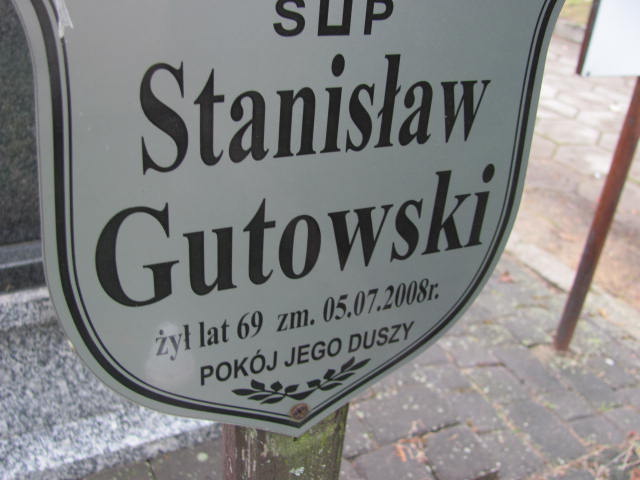 S P
Stanisław
Gutowski
żył lat 69 zm. 05.07.2008r.
POKÓJ JEGO DUSZY